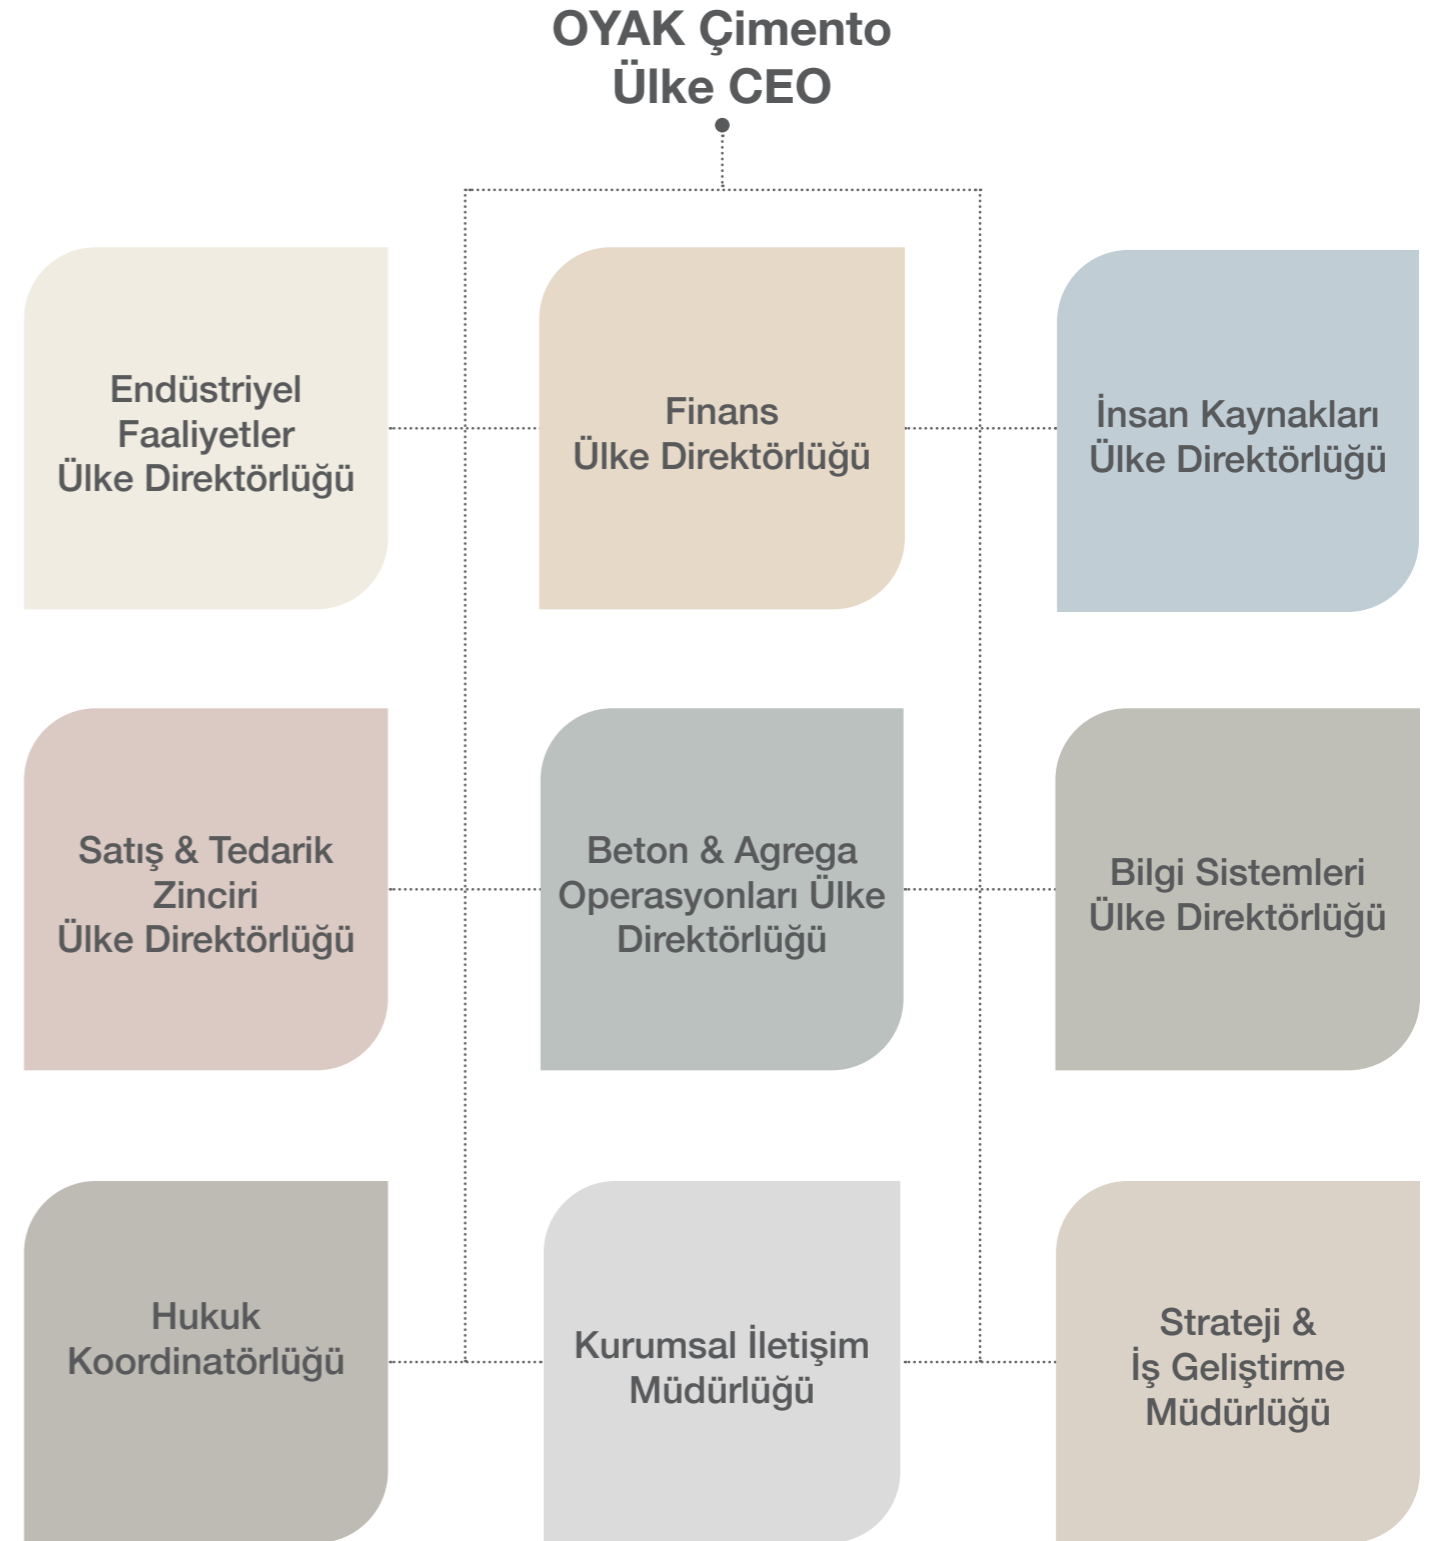 OYAK Çimento
Ülke CEO
Endüstriyel
Faaliyetler
Ülke Direktörlüğü
Finans
Ülke Direktörlüğü
İnsan Kaynakları
Ülke Direktörlüğü
Satış & Tedarik
Zinciri
Ülke Direktörlüğü
Beton & Agrega
Operasyonları Ülke
Direktörlüğü
Bilgi Sistemleri
Ülke Direktörlüğü
Hukuk
Koordinatörlüğü
Kurumsal İletişim
Müdürlüğü
Strateji &
İş Geliştirme
Müdürlüğü